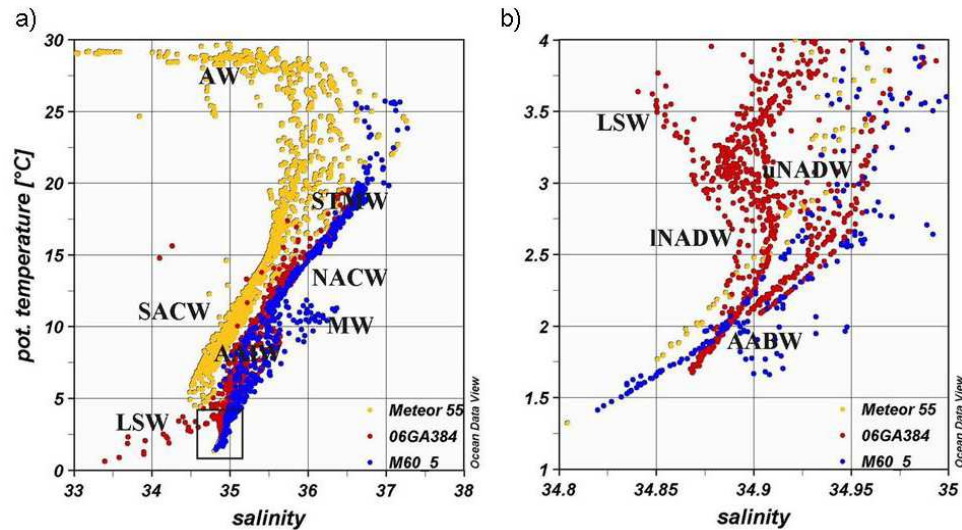 a)
pot. temperature [°C]
30
25
20
15
10
5
0
AW
STMW
NACW
SACW
MW
AAIW
LSW
Meteor 55
06GA384
M60_5
Ocean Data View
33 34 35 36 37 38
salinity
b)
4
3.5
3
2.5
2
1.5
1
LSW
uNADW
lNADW
AABW
Meteor 55
06GA384
M60_5
Ocean Data View
34.8 34.85 34.9 34.95 35
salinity